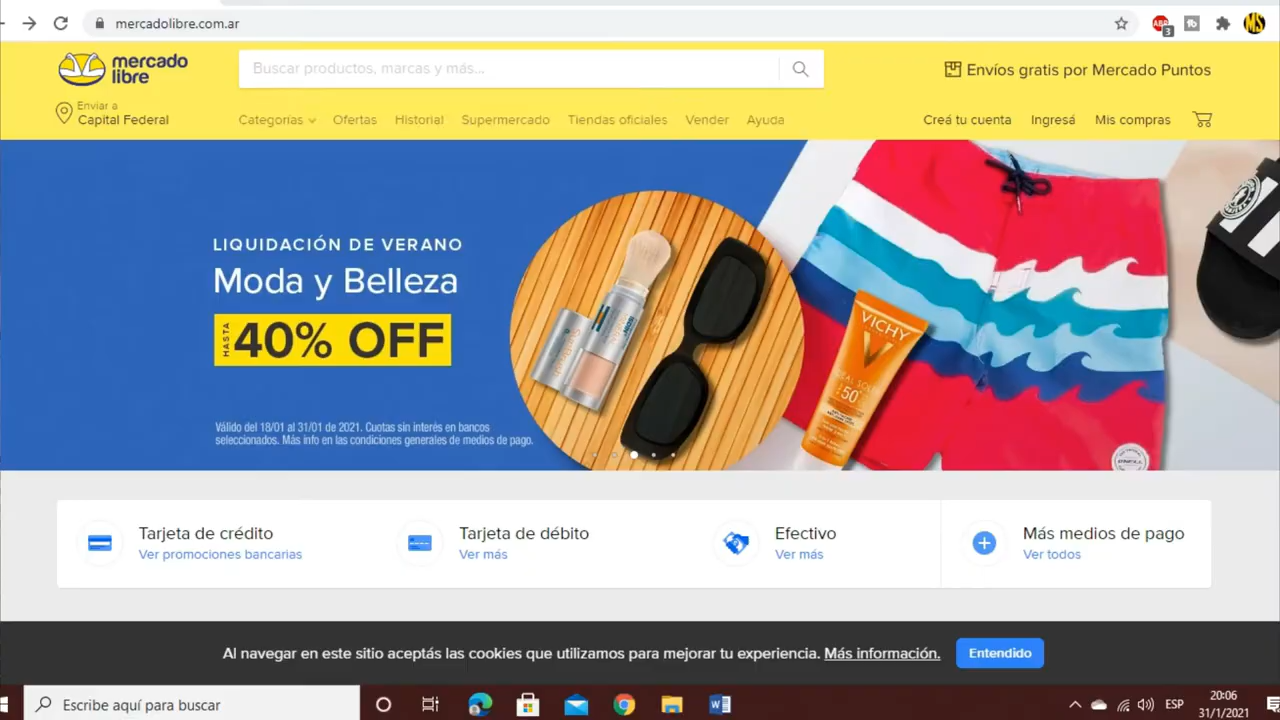 mercadolibre.com.ar
ABP
3
tb
MS
mercado
libre
Buscar productos, marcas y más...
Envíos gratis por Mercado Puntos
Enviar a
Capital Federal
Categorías
Ofertas
Historial
Supermercado
Tiendas oficiales
Vender
Ayuda
Creá tu cuenta
Ingresá
Mis compras
LIQUIDACIÓN DE VERANO
Moda y Belleza
HASTA
40% OFF
Válido del 18/01 al 31/01 de 2021. Cuotas sin interés en bancos
seleccionados. Más info en las condiciones generales de medios de pago.
VICHY
50+
Tarjeta de crédito
Ver promociones bancarias
Tarjeta de débito
Ver más
Efectivo
Ver más
Más medios de pago
Ver todos
Al navegar en este sitio aceptás las cookies que utilizamos para mejorar tu experiencia. Más información.
Entendido
Escribe aquí para buscar
ESP
20:06
31/1/2021